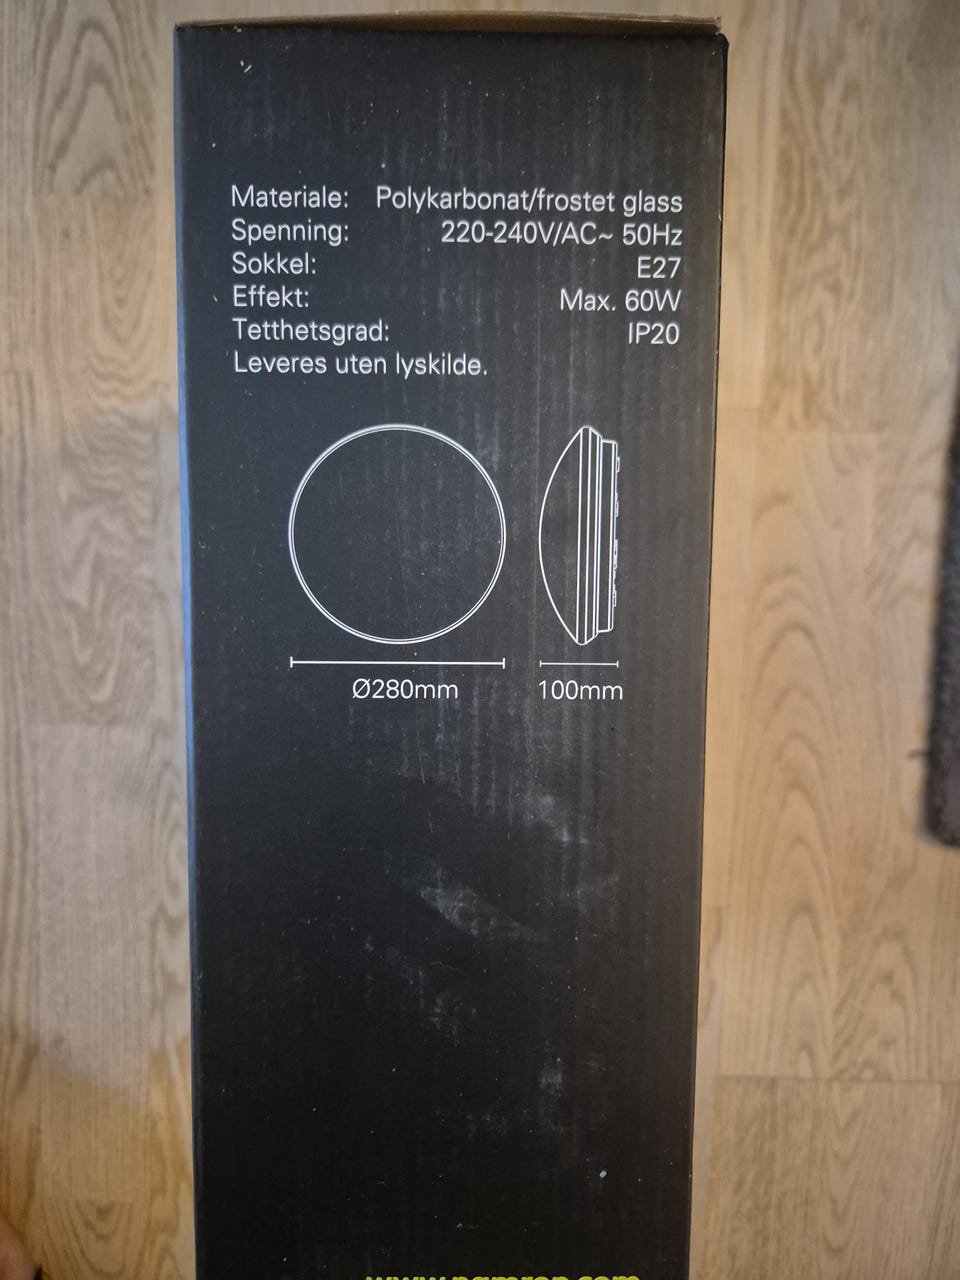 Materiale: Polykarbonat/frostet glass
Spenning: 220-240V/AC~ 50Hz
Sokkel: E27
Effekt: Max. 60W
Tetthetsgrad: IP20
Leveres uten lyskilde.
Ø280mm 100mm